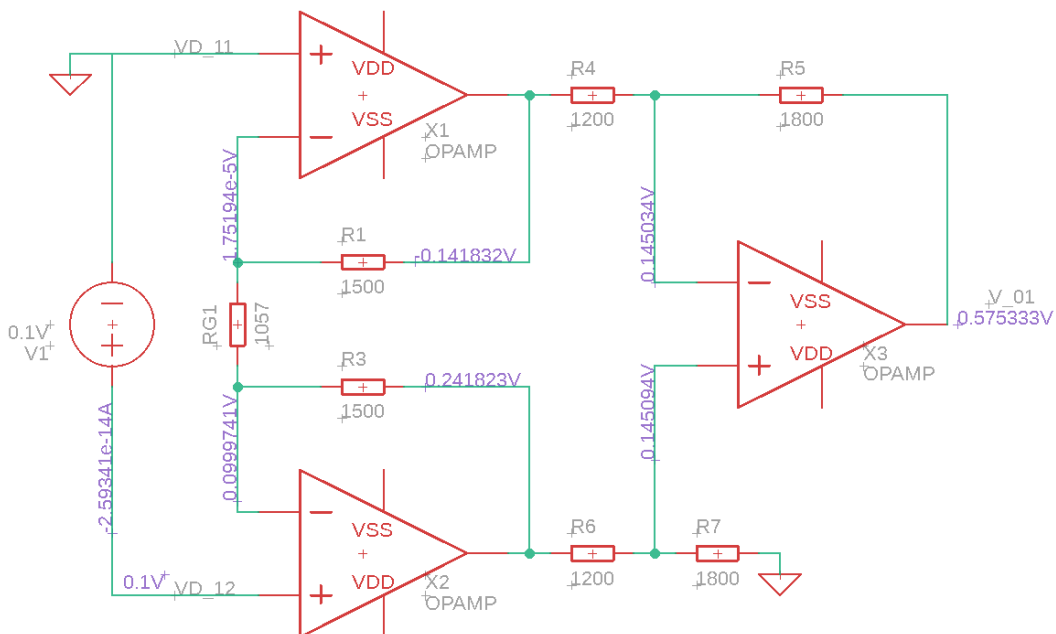 VD_11
VDD
VSS
X1
OPAMP
1.75194e-5V
R1
-0.141832V
1500
R4
1200
R5
1800
0.145034V
0.1V
V1
RG1
1057
VSS
VDD
V_01
0.575333V
X3
OPAMP
R3
0.241823V
1500
0.145094V
-2.59341e-14A
0.0999741V
VSS
VDD
X2
OPAMP
0.1V
VD_12
R6
1200
R7
1800